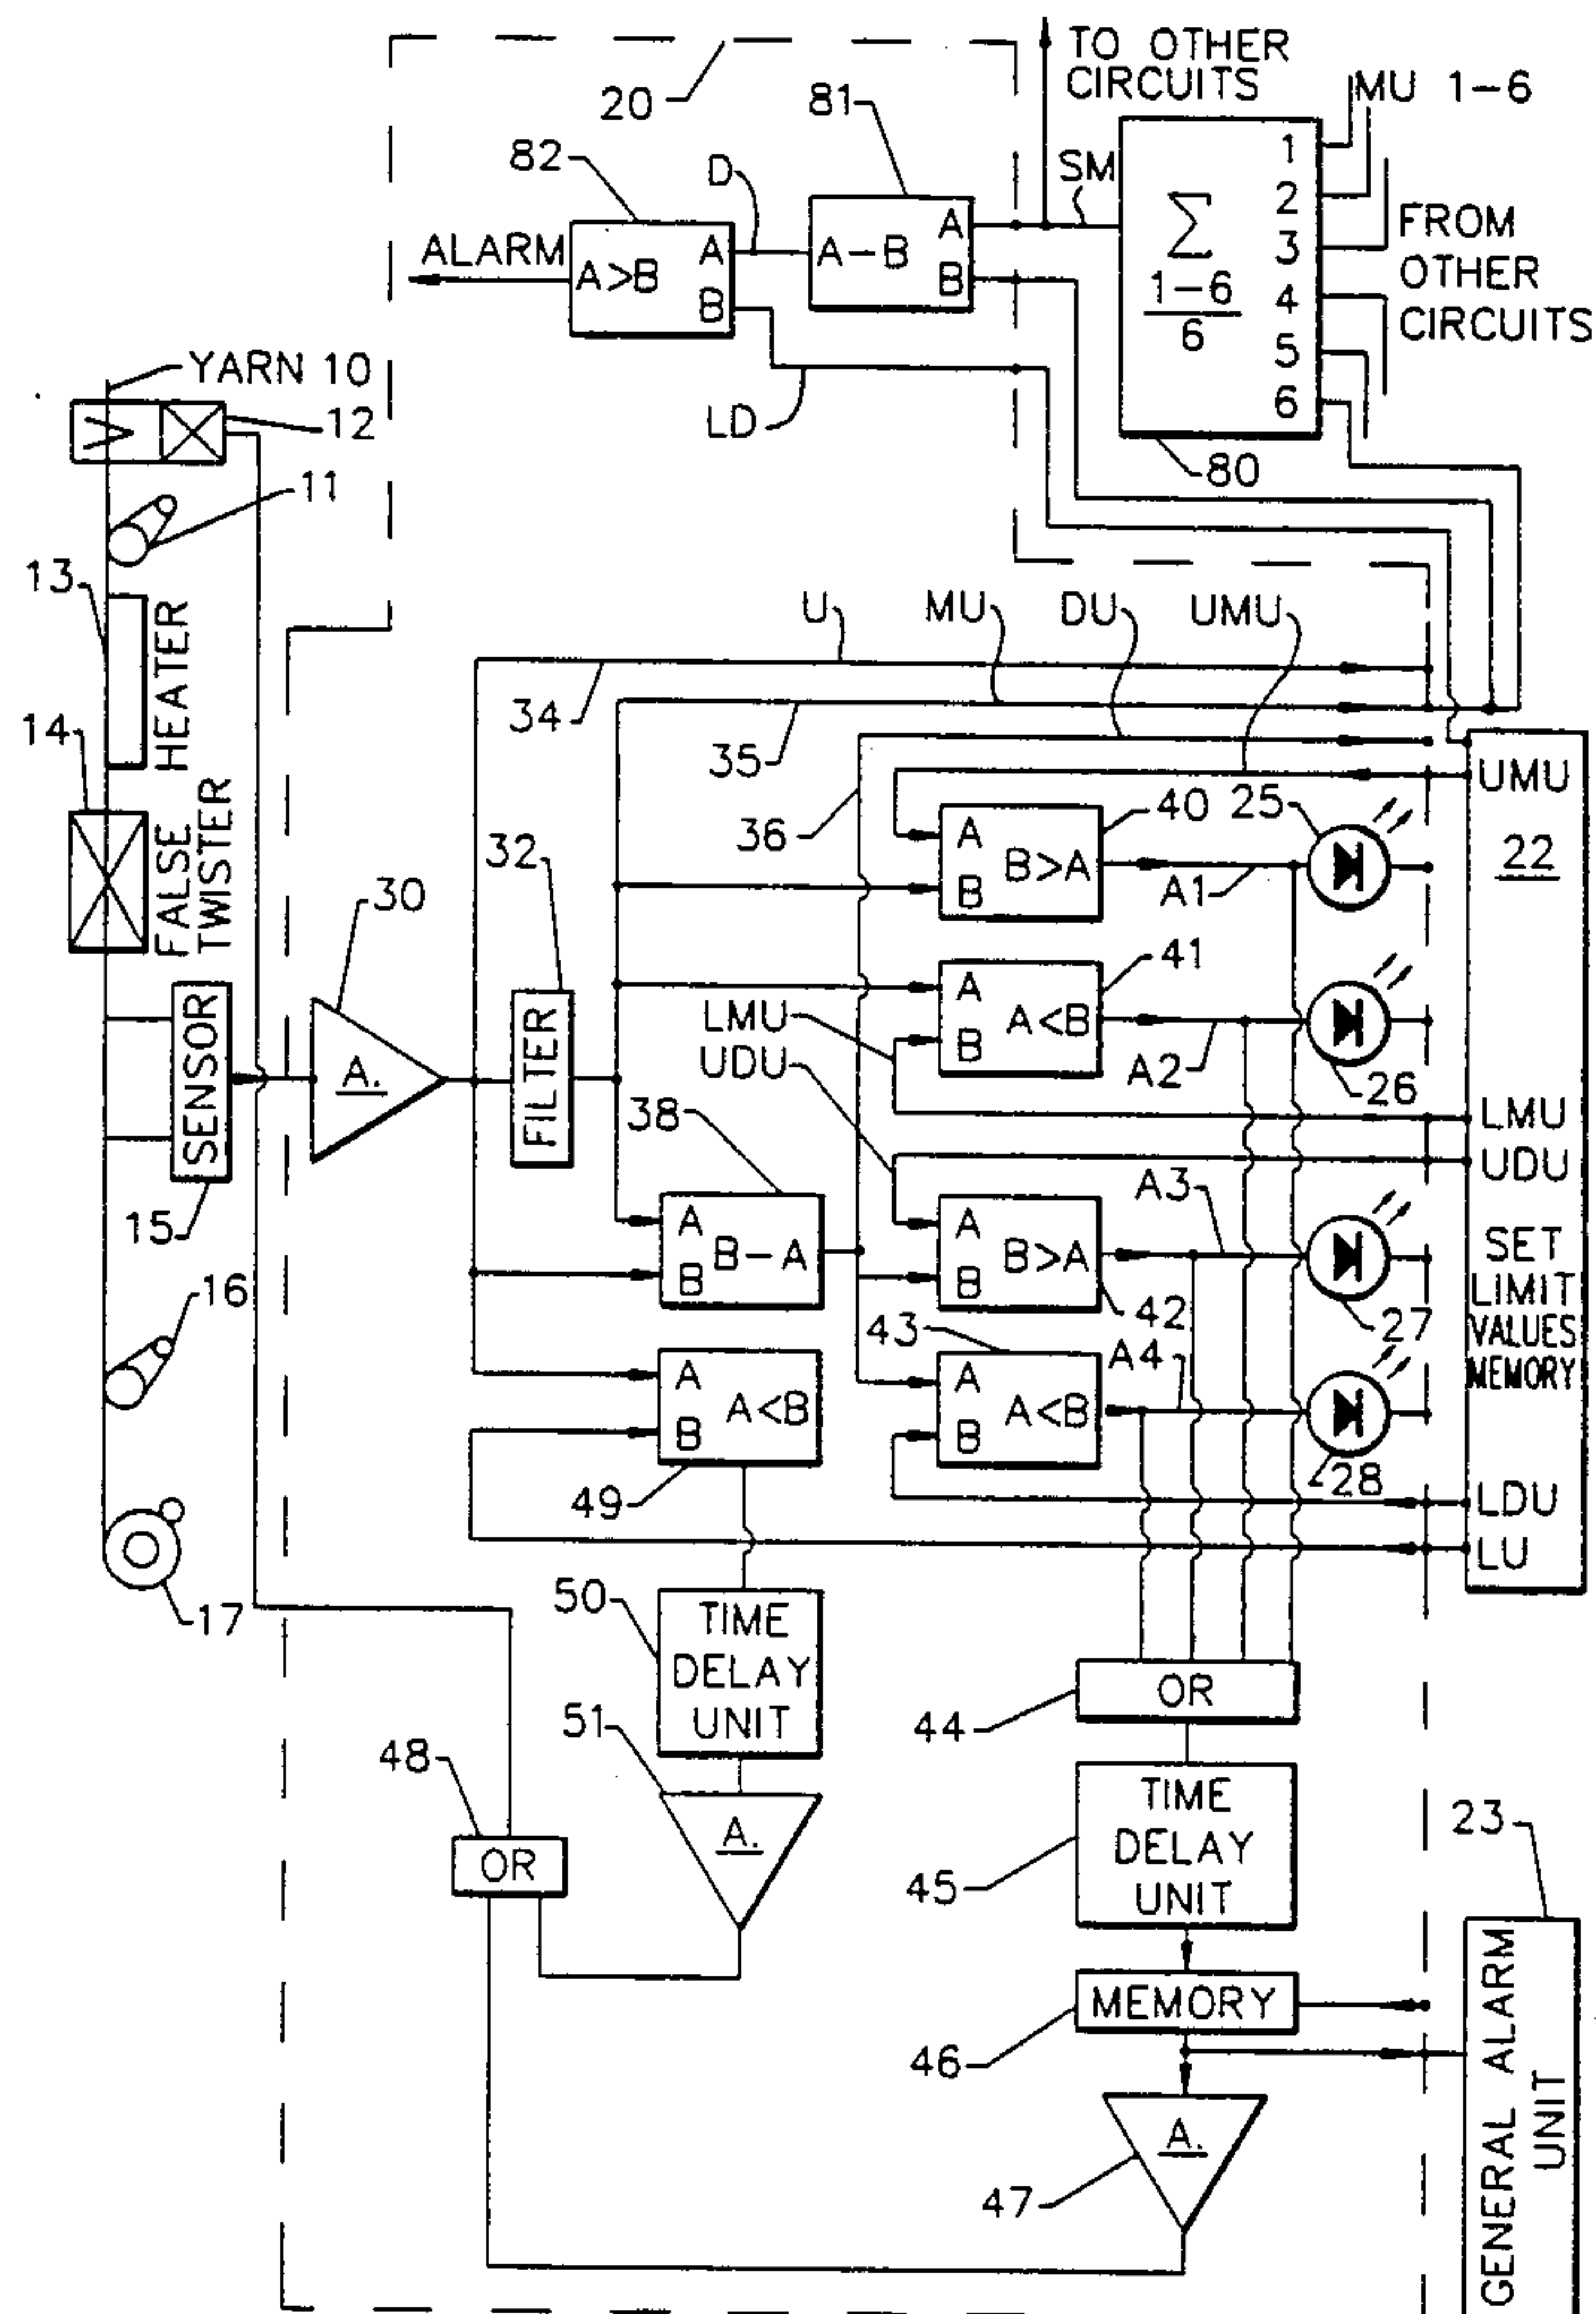 TO OTHER
CIRCUITS
MU 1-6
20
81
82
D
SM
1
2
3
4
5
6
Σ
1-6
6
FROM
OTHER
CIRCUITS
ALARM
A>B
A
B
A-B
A
B
LD
80
YARN 10
12
11
13
HEATER
14
FALSE
TWISTER
U
MU
DU
UMU
34
35
36
UMU
22
40
25
A
B
B>A
A1
32
30
41
A
B
A<B
A2
26
LMU
UDU
A.
FILTER
SENSOR
15
38
LMU
UDU
A
B
B-A
A
B
B>A
A3
42
27
SET
LIMIT
VALUES
MEMORY
16
43
A4
A
B
A<B
A
B
A<B
28
49
LDU
LU
17
50
TIME
DELAY
UNIT
OR
44
51
A.
48
OR
TIME
DELAY
UNIT
45
23
MEMORY
46
A.
47
GENERAL ALARM
UNIT